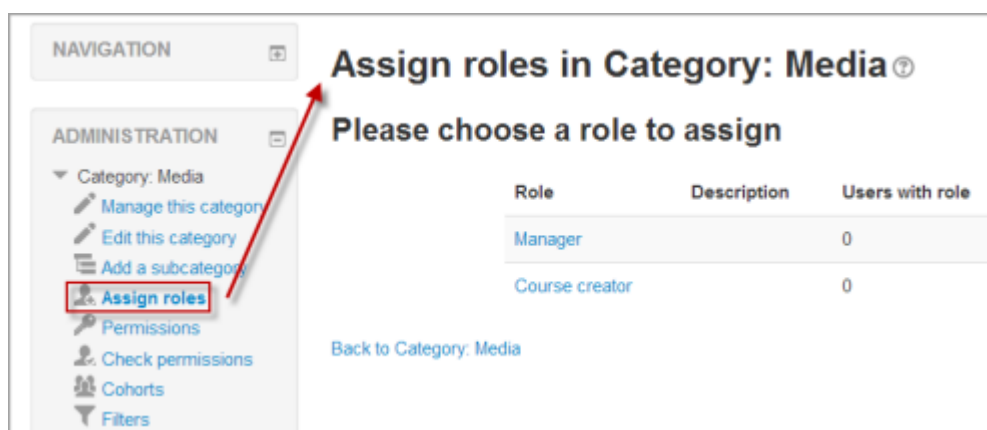 NAVIGATION
ADMINISTRATION
Category: Media
Manage this category
Edit this category
Add a subcategory
Assign roles
Permissions
Check permissions
Cohorts
Filters
Assign roles in Category: Media
Please choose a role to assign
Role Description Users with role
Manager 0
Course creator 0
Back to Category: Media